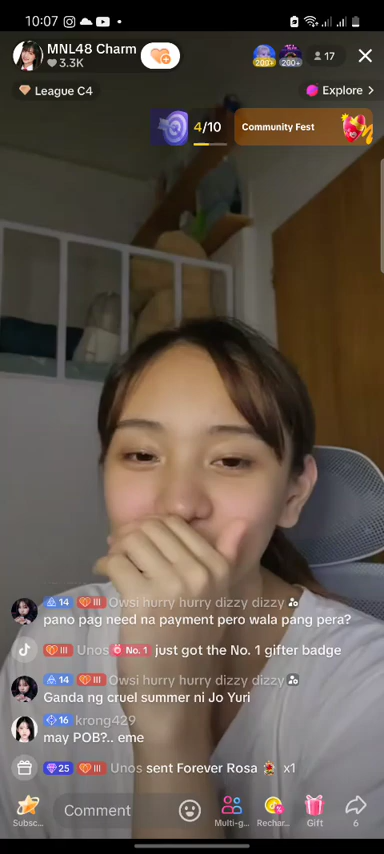 10:07
MNL48 Charm
3.3K
200+
200+
17
League C4
Explore >
4/10
Community Fest
14 III Owsi hurry hurry dizzy dizzy
pano pag need na payment pero wala pang pera?
III Unos No. 1 just got the No. 1 gifter badge
14 III Owsi hurry hurry dizzy dizzy
Ganda ng cruel summer ni Jo Yuri
16 krong429
may POB?.. eme
25 III Unos sent Forever Rosa x1
Comment
Subsc...
Multi-g...
Rechar...
Gift
6